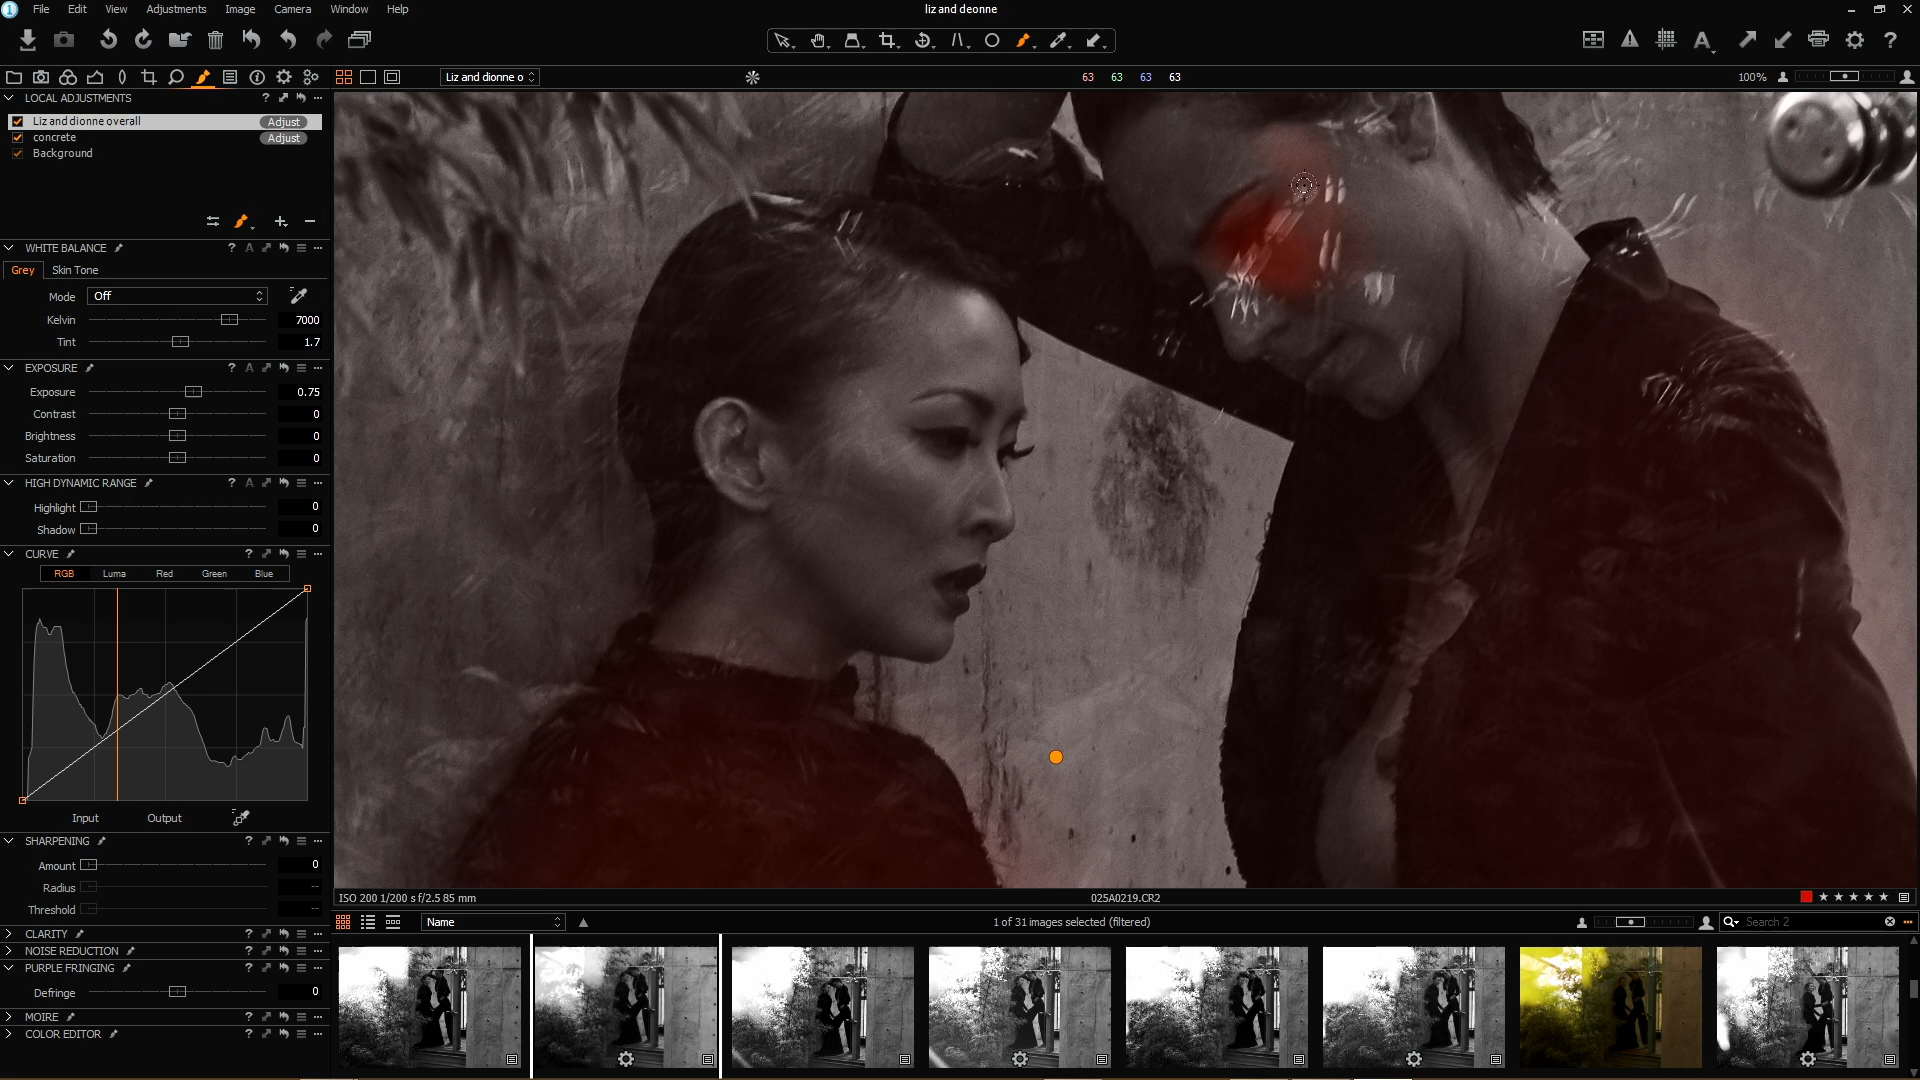 File Edit View Adjustments Image Camera Window Help
liz and deonne
Liz and dionne o
63 63 63 63
100%
LOCAL ADJUSTMENTS ?
Liz and dionne overall Adjust
concrete Adjust
Background
WHITE BALANCE ? A
Grey Skin Tone
Mode Off
Kelvin 7000
Tint 1.7
EXPOSURE ? A
Exposure 0.75
Contrast 0
Brightness 0
Saturation 0
HIGH DYNAMIC RANGE ? A
Highlight 0
Shadow 0
CURVE ?
RGB Luma Red Green Blue
Input Output
SHARPENING ?
Amount 0
Radius --
Threshold --
CLARITY ?
NOISE REDUCTION ?
PURPLE FRINGING ?
Defringe 0
MOIRE ?
COLOR EDITOR ?
ISO 200 1/200 s f/2.5 85 mm
025A0219.CR2
Name
1 of 31 images selected (filtered)
Search 2